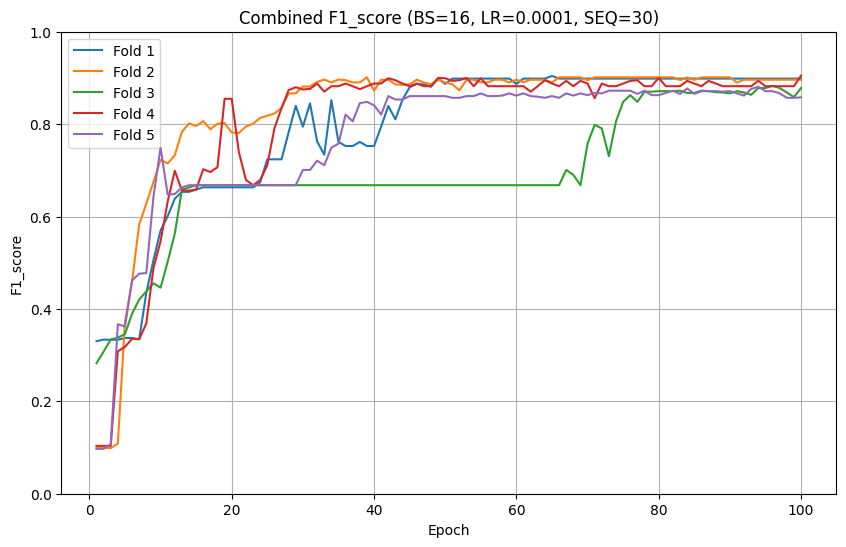 Combined F1_score (BS=16, LR=0.0001, SEQ=30)
Fold 1
Fold 2
Fold 3
Fold 4
Fold 5
1.0
0.8
0.6
0.4
0.2
0.0
F1_score
0 20 40 60 80 100
Epoch